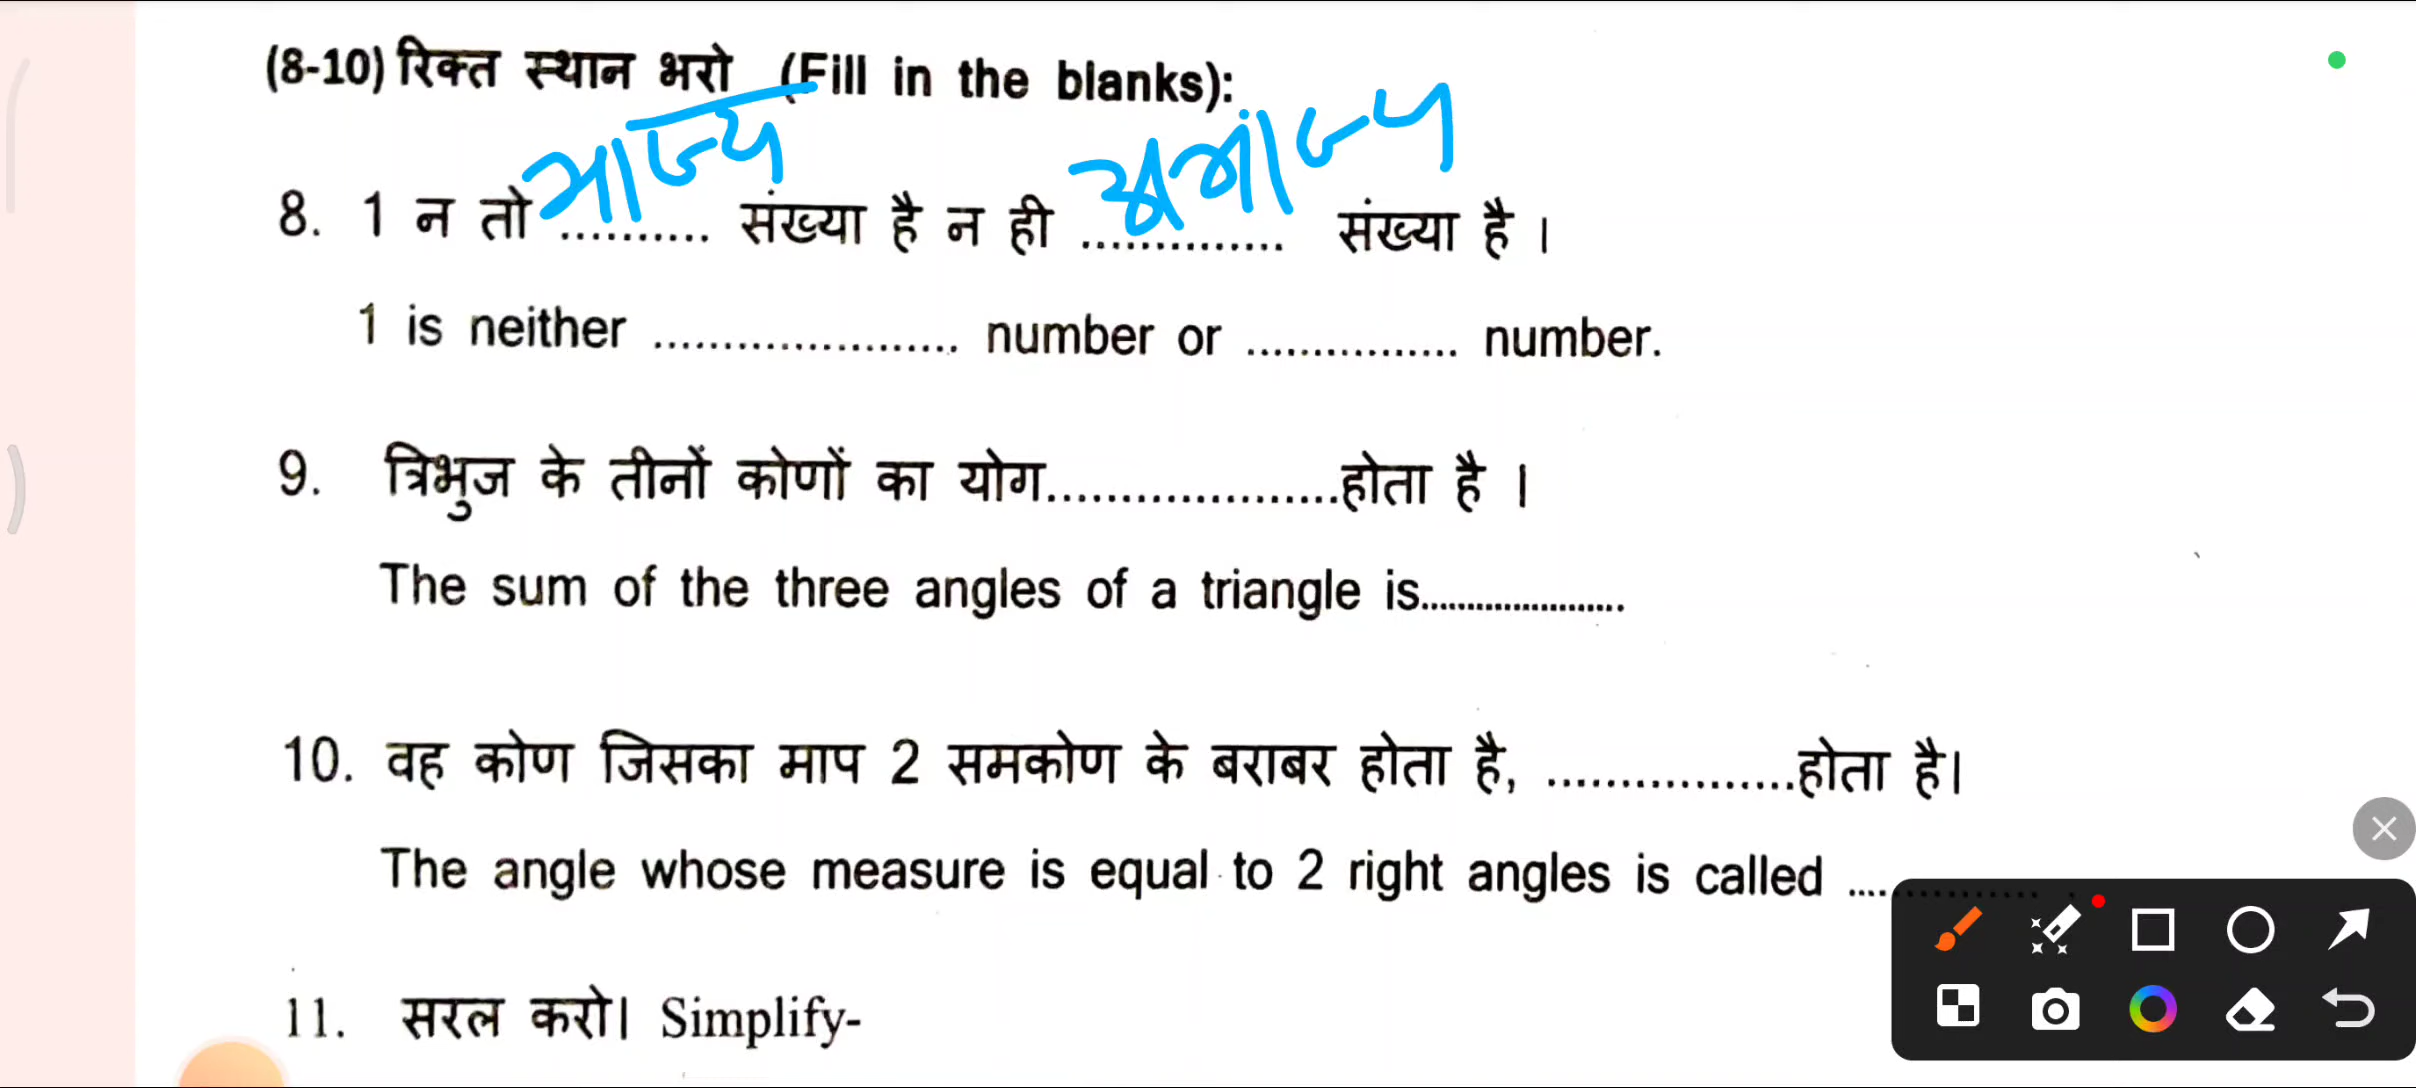 (8-10) रिक्त स्थान भरो (Fill in the blanks):
भाज्य अभाज्य
8. 1 न तो .......... संख्या है न ही .............. संख्या है ।
1 is neither ...................... number or ................ number.
9. त्रिभुज के तीनों कोणों का योग....................होता है ।
The sum of the three angles of a triangle is......................
10. वह कोण जिसका माप 2 समकोण के बराबर होता है, .................होता है।
The angle whose measure is equal to 2 right angles is called ..............
11. सरल करो। Simplify-